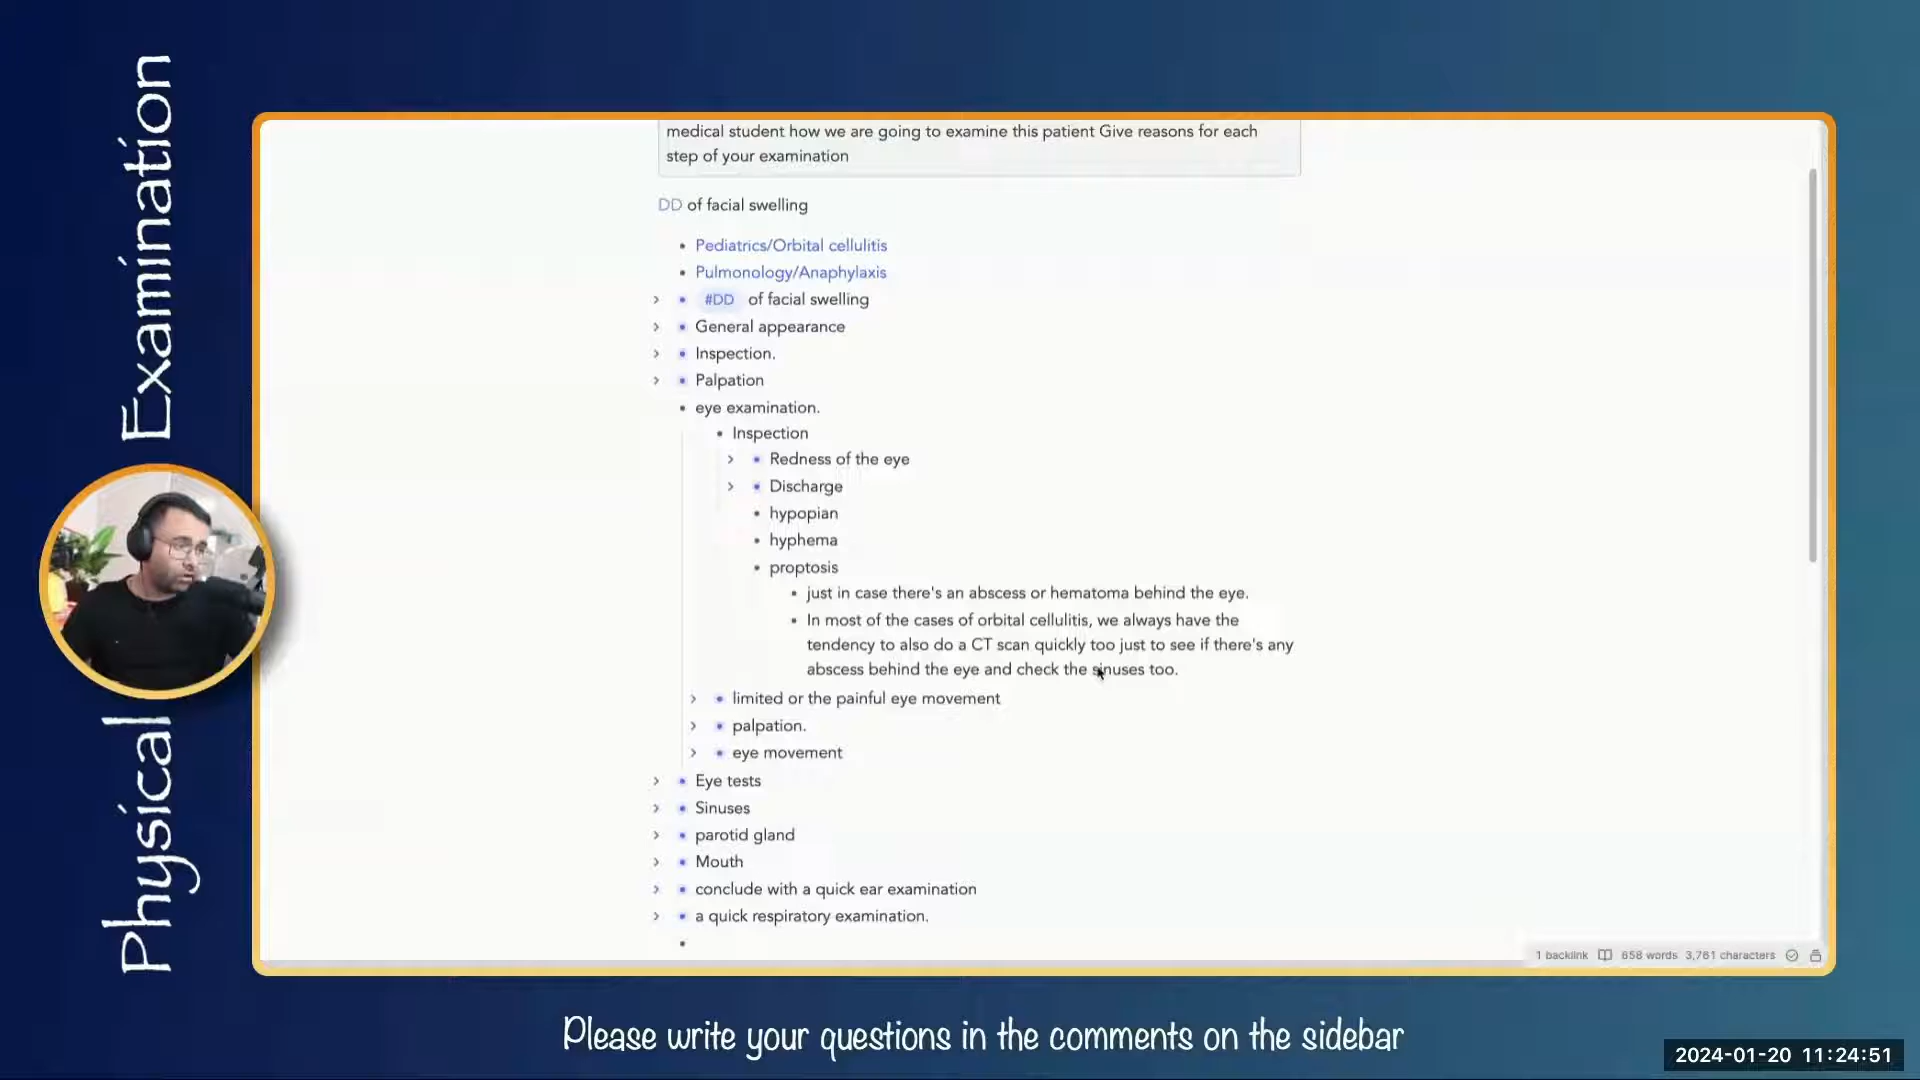 Physical Examination
medical student how we are going to examine this patient Give reasons for each
step of your examination
DD of facial swelling
Pediatrics/Orbital cellulitis
Pulmonology/Anaphylaxis
#DD of facial swelling
General appearance
Inspection.
Palpation
eye examination.
Inspection
Redness of the eye
Discharge
hypopian
hyphema
proptosis
just in case there's an abscess or hematoma behind the eye.
In most of the cases of orbital cellulitis, we always have the
tendency to also do a CT scan quickly too just to see if there's any
abscess behind the eye and check the sinuses too.
limited or the painful eye movement
palpation.
eye movement
Eye tests
Sinuses
parotid gland
Mouth
conclude with a quick ear examination
a quick respiratory examination.
1 backlink 658 words 3,761 characters
Please write your questions in the comments on the sidebar
2024-01-20 11:24:51